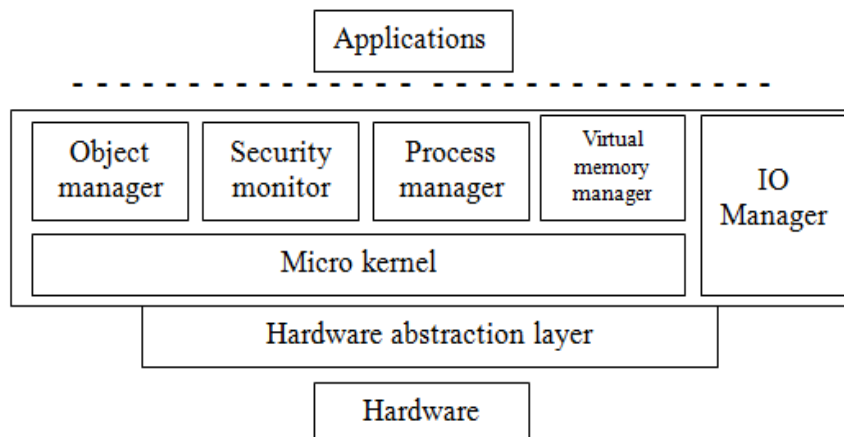 Applications
Object
manager
Security
monitor
Process
manager
Virtual
memory
manager
IO
Manager
Micro kernel
Hardware abstraction layer
Hardware